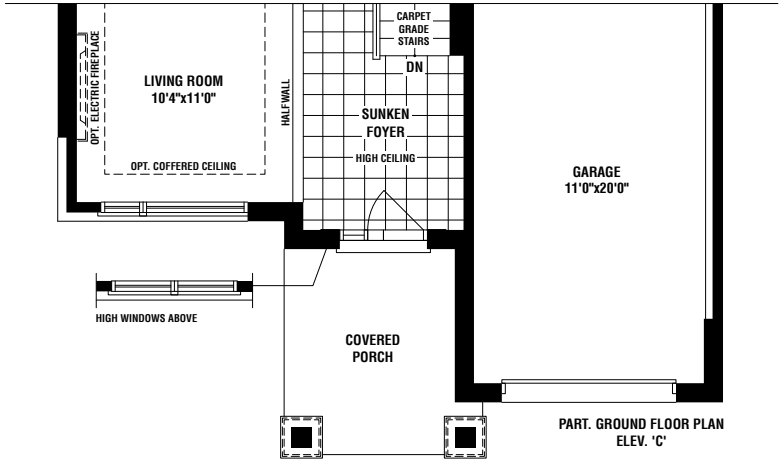 CARPET
GRADE
STAIRS
DN
OPT. ELECTRIC FIREPLACE
LIVING ROOM
10'4"x11'0"
HALFWALL
SUNKEN
FOYER
HIGH CEILING
OPT. COFFERED CEILING
GARAGE
11'0"x20'0"
HIGH WINDOWS ABOVE
COVERED
PORCH
PART. GROUND FLOOR PLAN
ELEV. 'C'